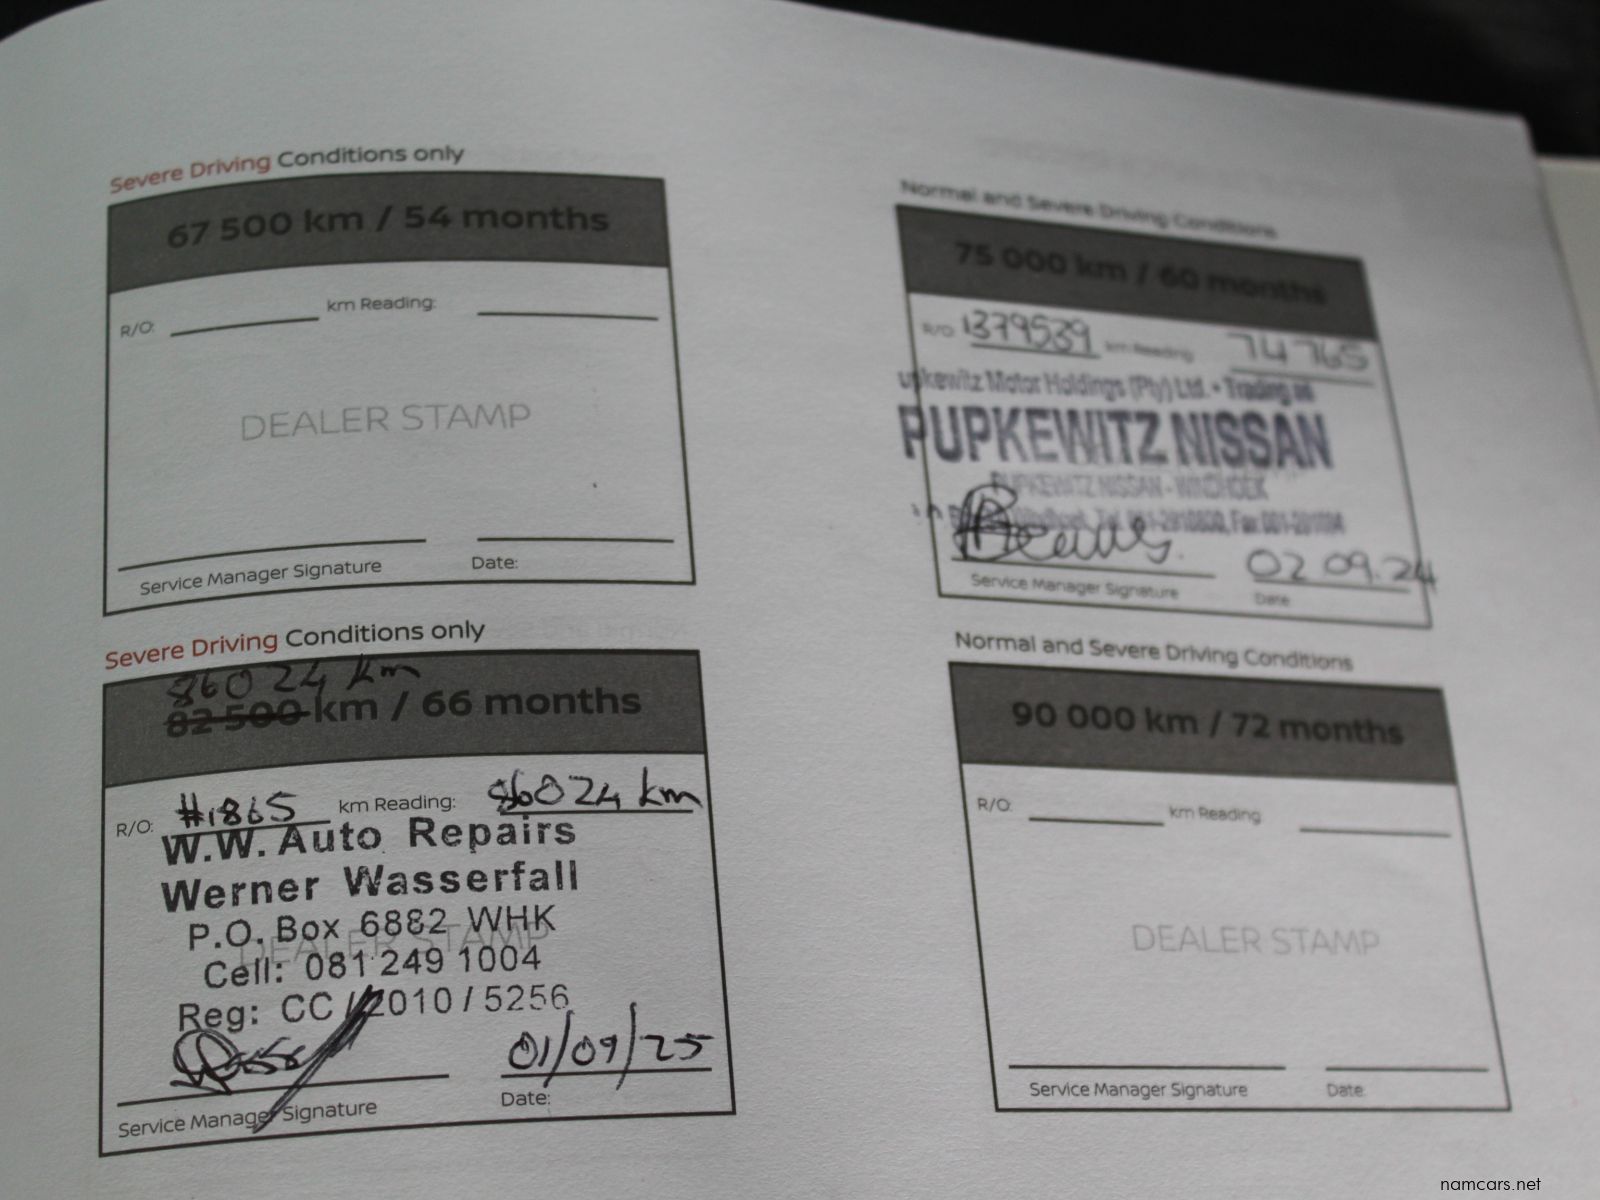 Severe Driving Conditions only
67 500 km / 54 months
R/O: km Reading:
DEALER STAMP
Service Manager Signature Date:
Severe Driving Conditions only
86024 km
82 500 km / 66 months
R/O: #1865 km Reading: 86024 km
W.W. Auto Repairs
Werner Wasserfall
P.O. Box 6882 WHK
DEALER STAMP
Cell: 081 249 1004
Reg: CC / 2010 / 5256
01/09/25
Service Manager Signature Date:
Normal and Severe Driving Conditions
75 000 km / 60 months
R/O: 1379539 km Reading 74765
upkewitz Motor Holdings (Pty) Ltd. • Trading as
PUPKEWITZ NISSAN
PUPKEWITZ NISSAN - WINDHOEK
Windhoek, Tel.
02.09.24
Service Manager Signature Date
Normal and Severe Driving Conditions
90 000 km / 72 months
R/O: km Reading
DEALER STAMP
Service Manager Signature Date
namcars.net